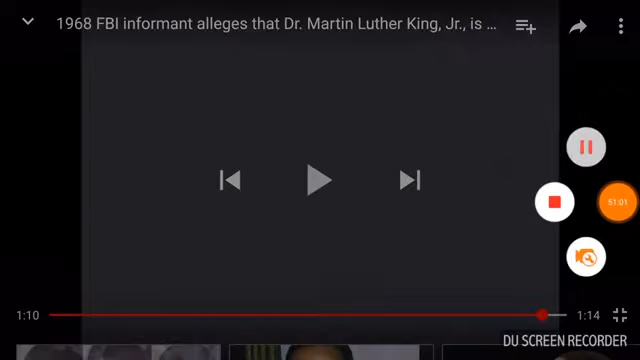 1968 FBI informant alleges that Dr. Martin Luther King, Jr., is ...
51:01
1:10
1:14
DU SCREEN RECORDER